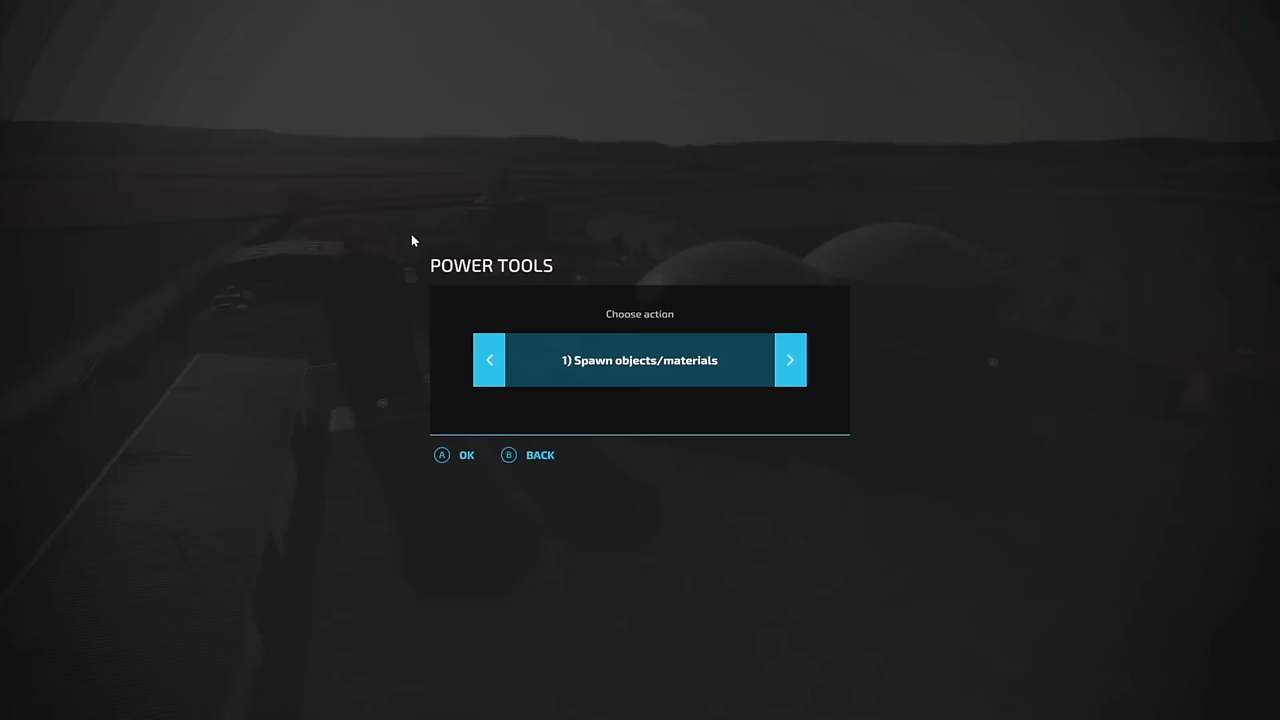 POWER TOOLS
Choose action
1) Spawn objects/materials
A OK B BACK